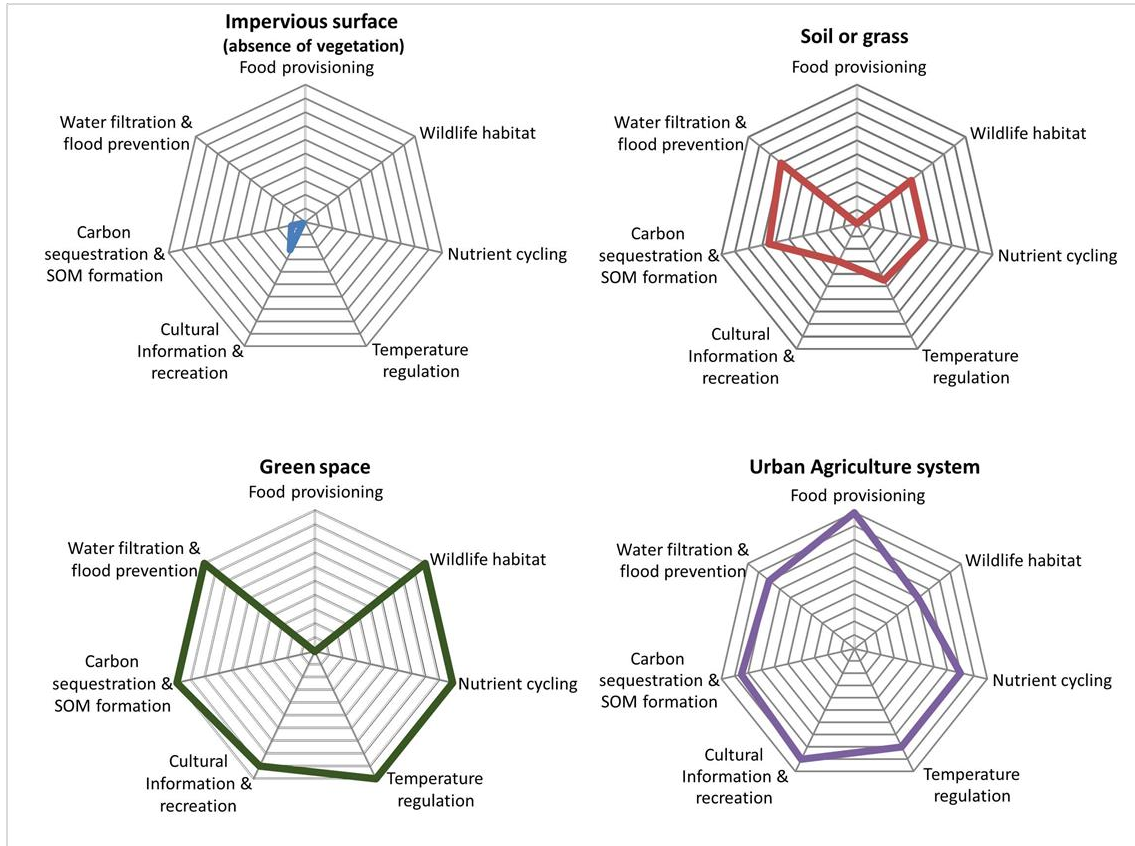 Impervious surface
(absence of vegetation)
Food provisioning
Water filtration &
flood prevention
Wildlife habitat
Carbon
sequestration &
SOM formation
Nutrient cycling
Cultural
Information &
recreation
Temperature
regulation
Soil or grass
Food provisioning
Water filtration &
flood prevention
Wildlife habitat
Carbon
sequestration &
SOM formation
Nutrient cycling
Cultural
Information &
recreation
Temperature
regulation
Green space
Food provisioning
Water filtration &
flood prevention
Wildlife habitat
Carbon
sequestration &
SOM formation
Nutrient cycling
Cultural
Information &
recreation
Temperature
regulation
Urban Agriculture system
Food provisioning
Water filtration &
flood prevention
Wildlife habitat
Carbon
sequestration &
SOM formation
Nutrient cycling
Cultural
Information &
recreation
Temperature
regulation